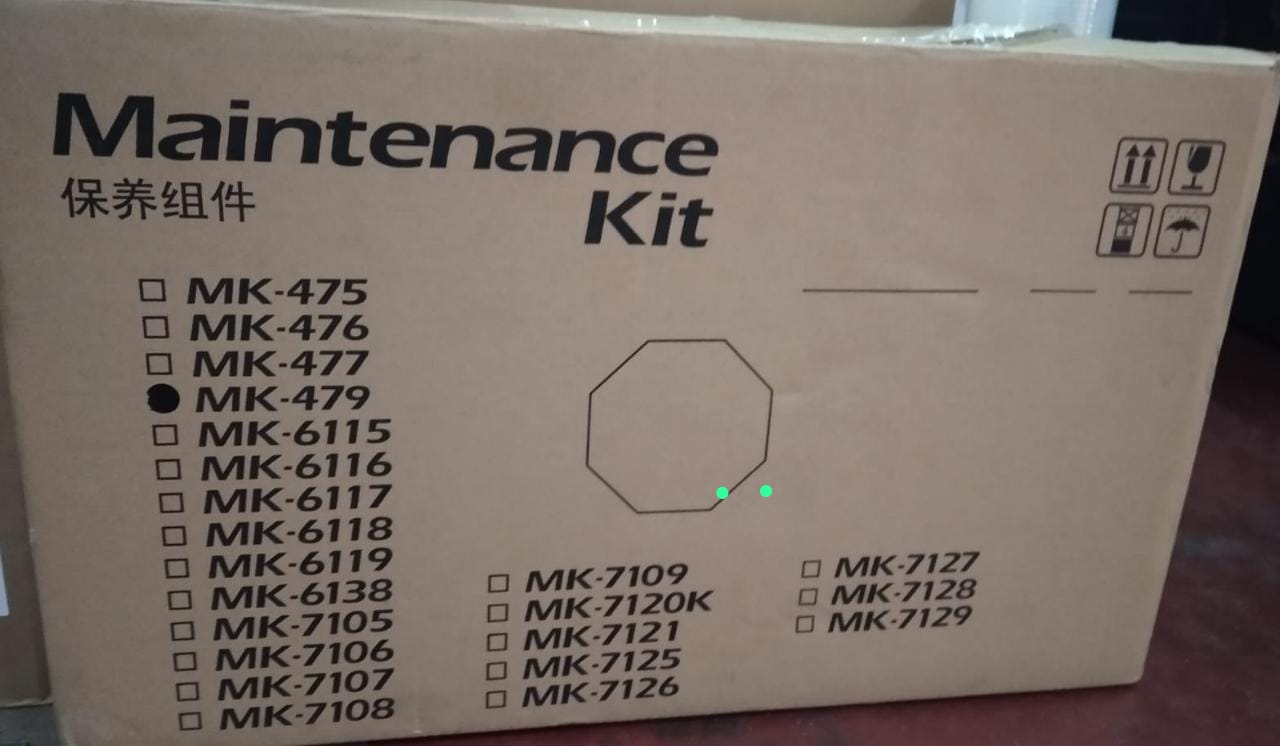 Maintenance
Kit
保养组件
MK-475
MK-476
MK-477
MK-479
MK-6115
MK-6116
MK-6117
MK-6118
MK-6119
MK-6138
MK-7105
MK-7106
MK-7107
MK-7108
MK-7109
MK-7120K
MK-7121
MK-7125
MK-7126
MK-7127
MK-7128
MK-7129